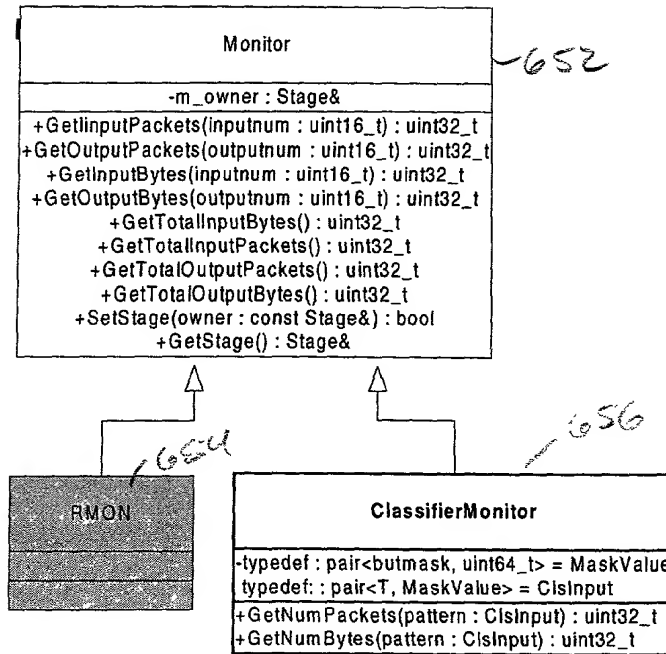 Monitor
652
-m_owner : Stage&
+GetIinputPackets(inputnum : uint16_t) : uint32_t
+GetOutputPackets(outputnum : uint16_t) : uint32_t
+GetInputBytes(inputnum : uint16_t) : uint32_t
+GetOutputBytes(outputnum : uint16_t) : uint32_t
+GetTotalInputBytes() : uint32_t
+GetTotalInputPackets() : uint32_t
+GetTotalOutputPackets() : uint32_t
+GetTotalOutputBytes() : uint32_t
+SetStage(owner : const Stage&) : bool
+GetStage() : Stage&
654
656
RMON
ClassifierMonitor
-typedef : pair<butmask, uint64_t> = MaskValue
typedef: : pair<T, MaskValue> = ClsInput
+GetNumPackets(pattern : ClsInput) : uint32_t
+GetNumBytes(pattern : ClsInput) : uint32_t